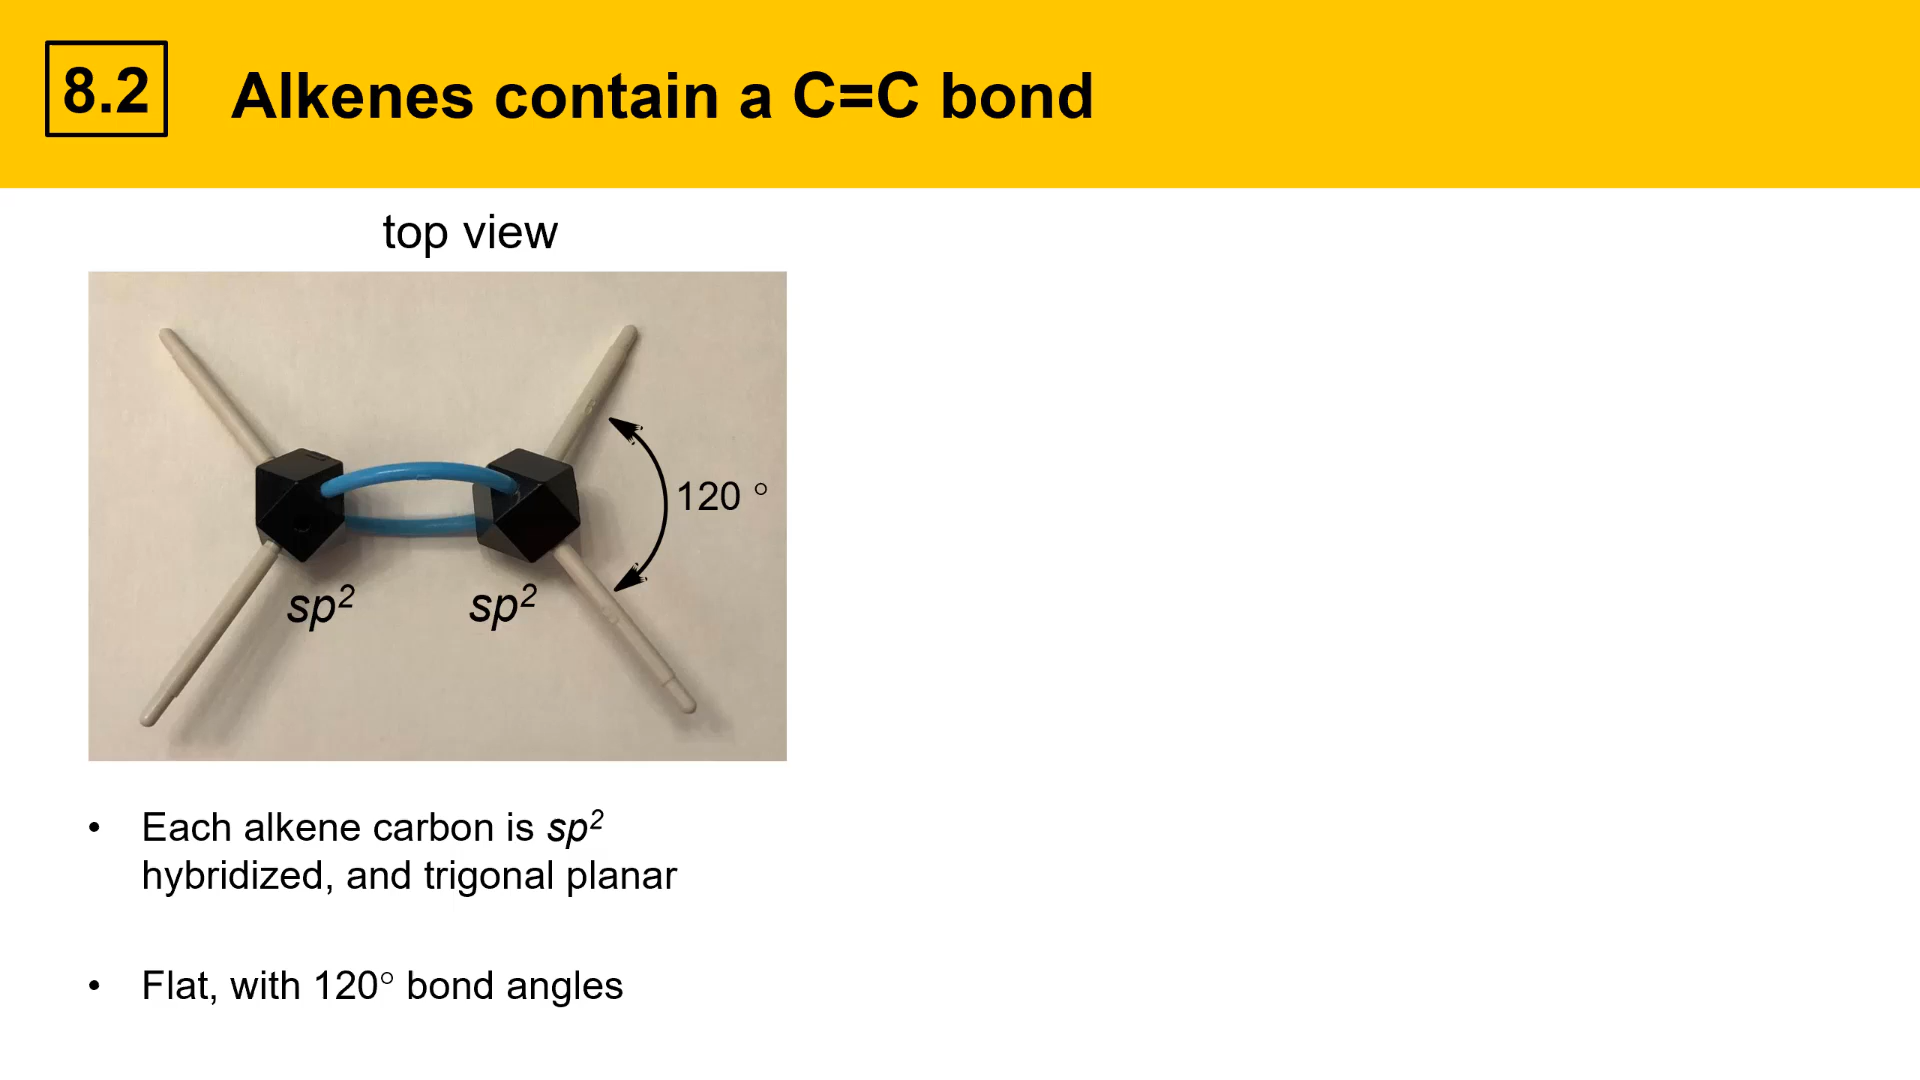 8.2
Alkenes contain a C=C bond
top view
120 °
sp² sp²
• Each alkene carbon is sp²
hybridized, and trigonal planar
• Flat, with 120° bond angles